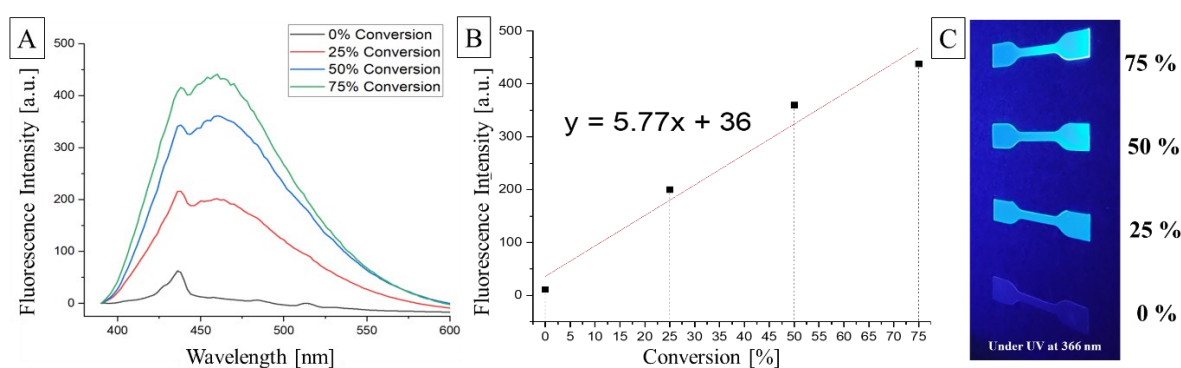 A
Fluorescence Intensity [a.u.]
500
400
300
200
100
0
400
450
500
550
600
Wavelength [nm]
0% Conversion
25% Conversion
50% Conversion
75% Conversion
B
Fluorescence Intensity [a.u.]
500
400
300
200
100
0
y = 5.77x + 36
0 5 10 15 20 25 30 35 40 45 50 55 60 65 70 75
Conversion [%]
C
75 %
50 %
25 %
0 %
Under UV at 366 nm